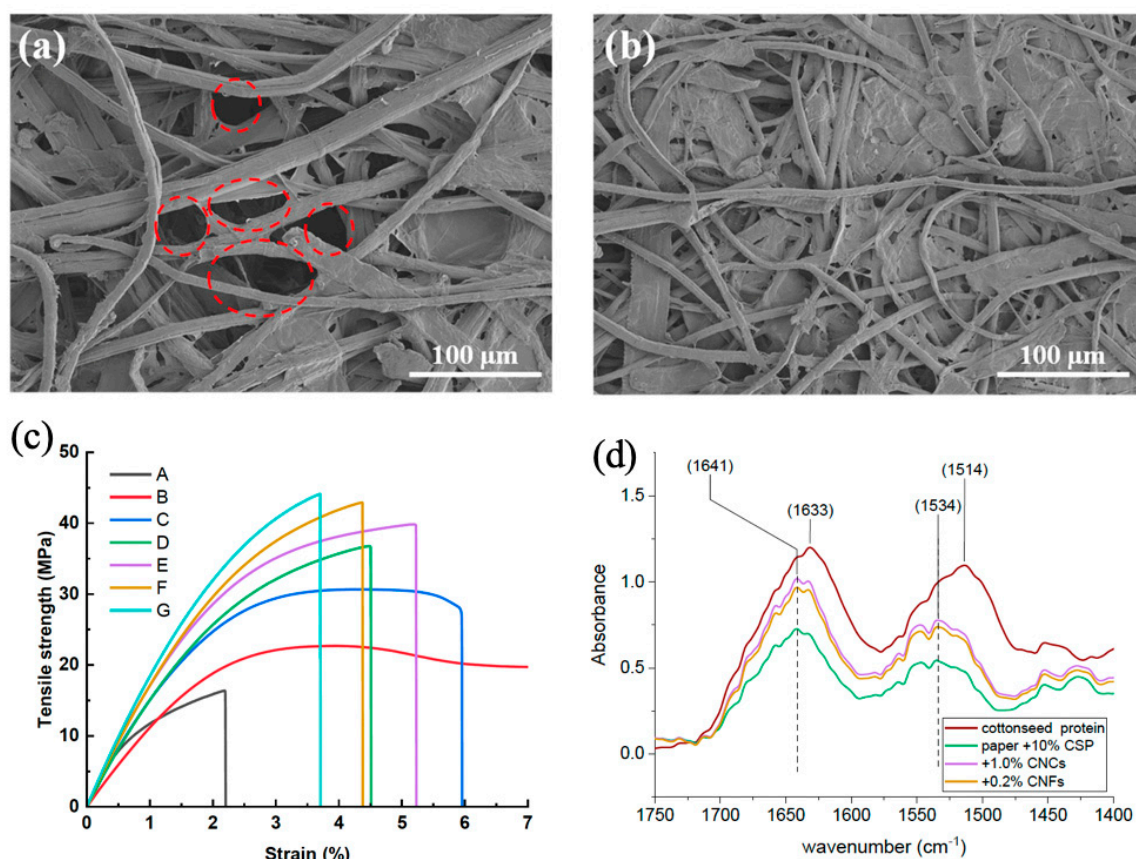 (a)
100 μm
(b)
100 μm
(c)
50
40
30
20
10
0
Tensile strength (MPa)
A
B
C
D
E
F
G
0 1 2 3 4 5 6 7
Strain (%)
(d)
(1641)
(1633)
(1534)
(1514)
1.5
1.0
0.5
0.0
Absorbance
cottonseed protein
paper +10% CSP
+1.0% CNCs
+0.2% CNFs
1750 1700 1650 1600 1550 1500 1450 1400
wavenumber (cm⁻¹)